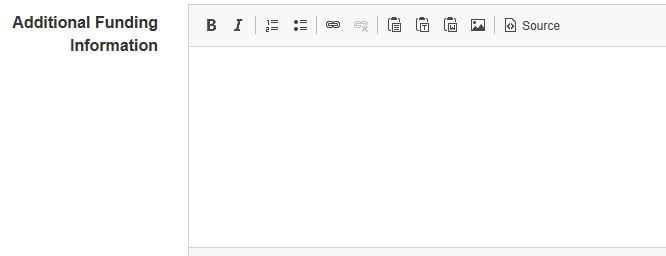 Additional Funding
Information
B I Source